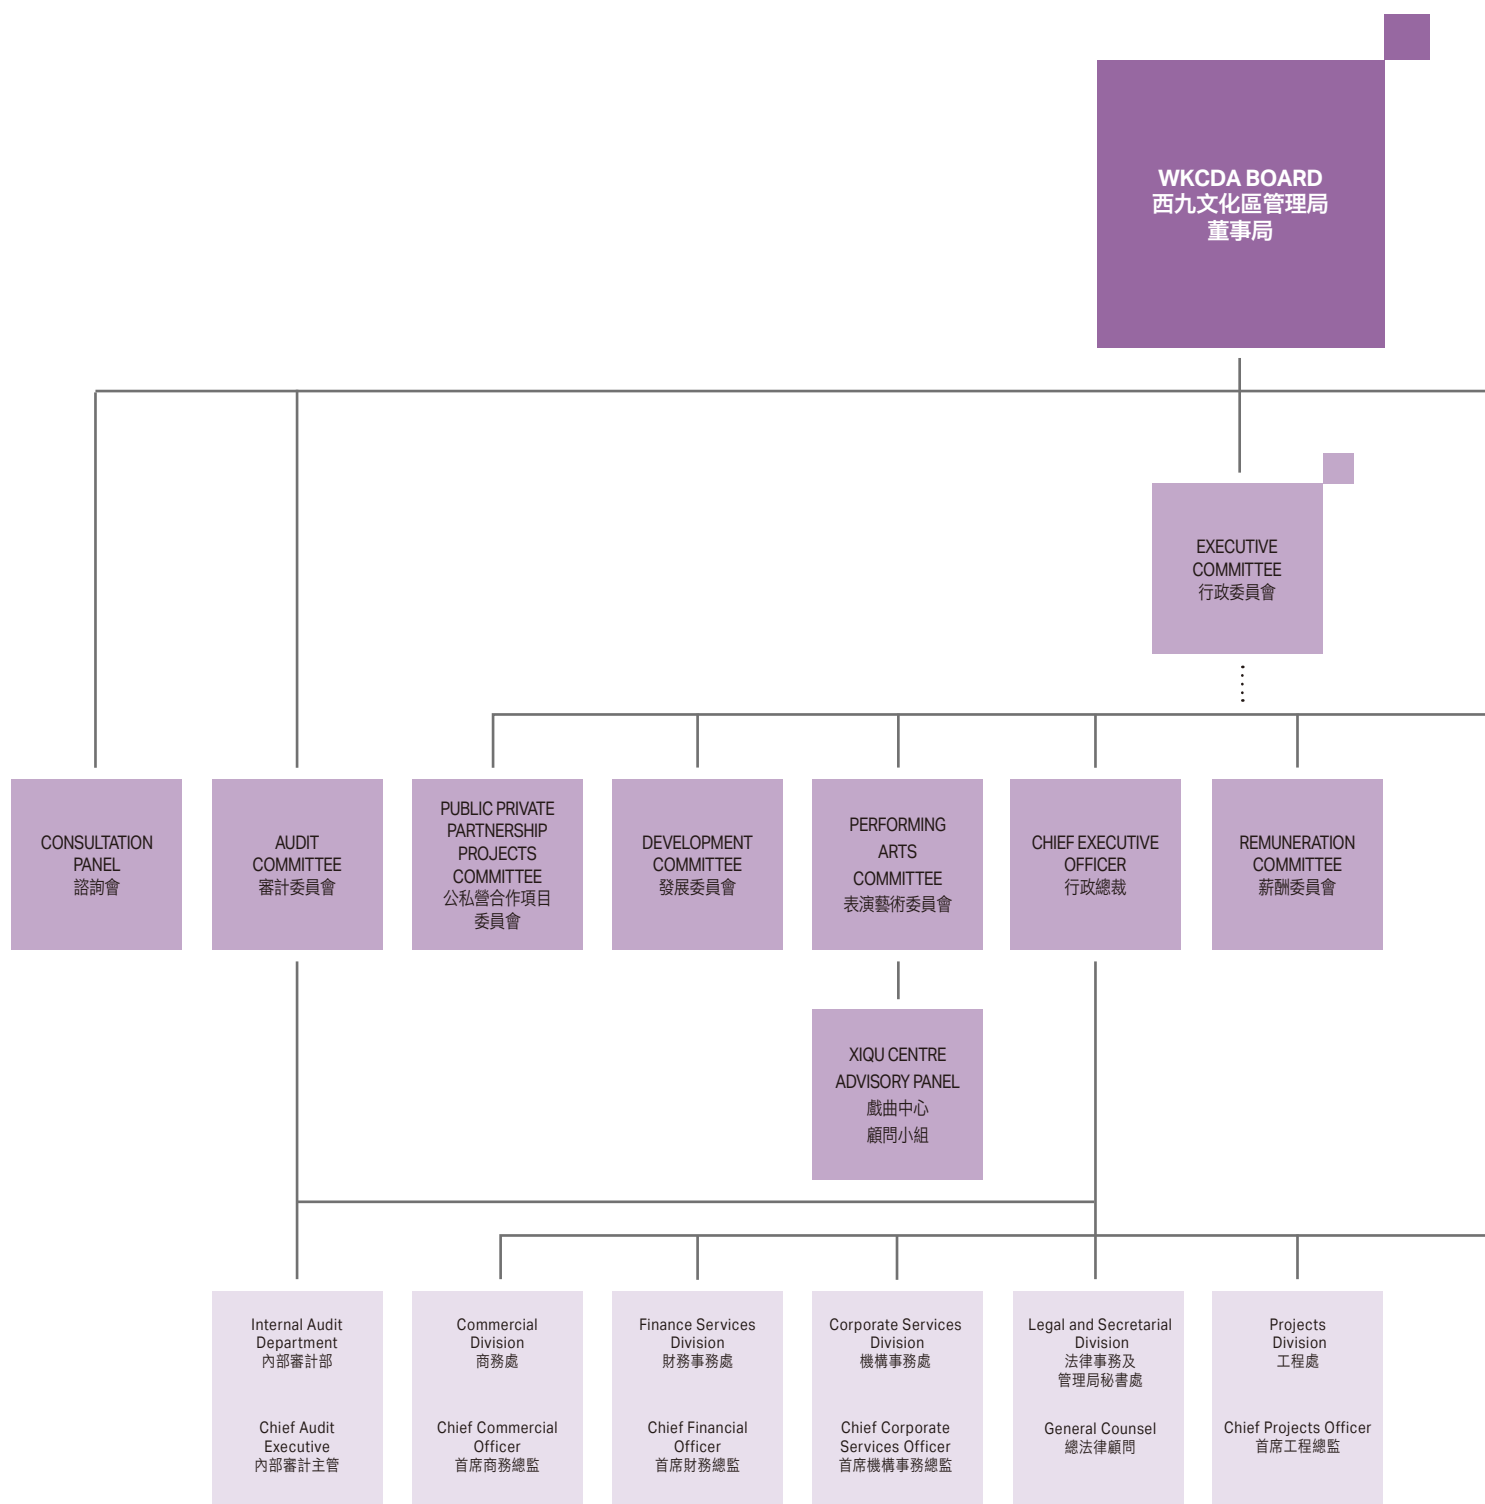 WKCDA BOARD
西九文化區管理局
董事局
EXECUTIVE
COMMITTEE
行政委員會
CONSULTATION
PANEL
諮詢會
AUDIT
COMMITTEE
審計委員會
PUBLIC PRIVATE
PARTNERSHIP
PROJECTS
COMMITTEE
公私營合作項目
委員會
DEVELOPMENT
COMMITTEE
發展委員會
PERFORMING
ARTS
COMMITTEE
表演藝術委員會
CHIEF EXECUTIVE
OFFICER
行政總裁
REMUNERATION
COMMITTEE
薪酬委員會
XIQU CENTRE
ADVISORY PANEL
戲曲中心
顧問小組
Internal Audit
Department
內部審計部
Chief Audit
Executive
內部審計主管
Commercial
Division
商務處
Chief Commercial
Officer
首席商務總監
Finance Services
Division
財務事務處
Chief Financial
Officer
首席財務總監
Corporate Services
Division
機構事務處
Chief Corporate
Services Officer
首席機構事務總監
Legal and Secretarial
Division
法律事務及
管理局秘書處
General Counsel
總法律顧問
Projects
Division
工程處
Chief Projects Officer
首席工程總監